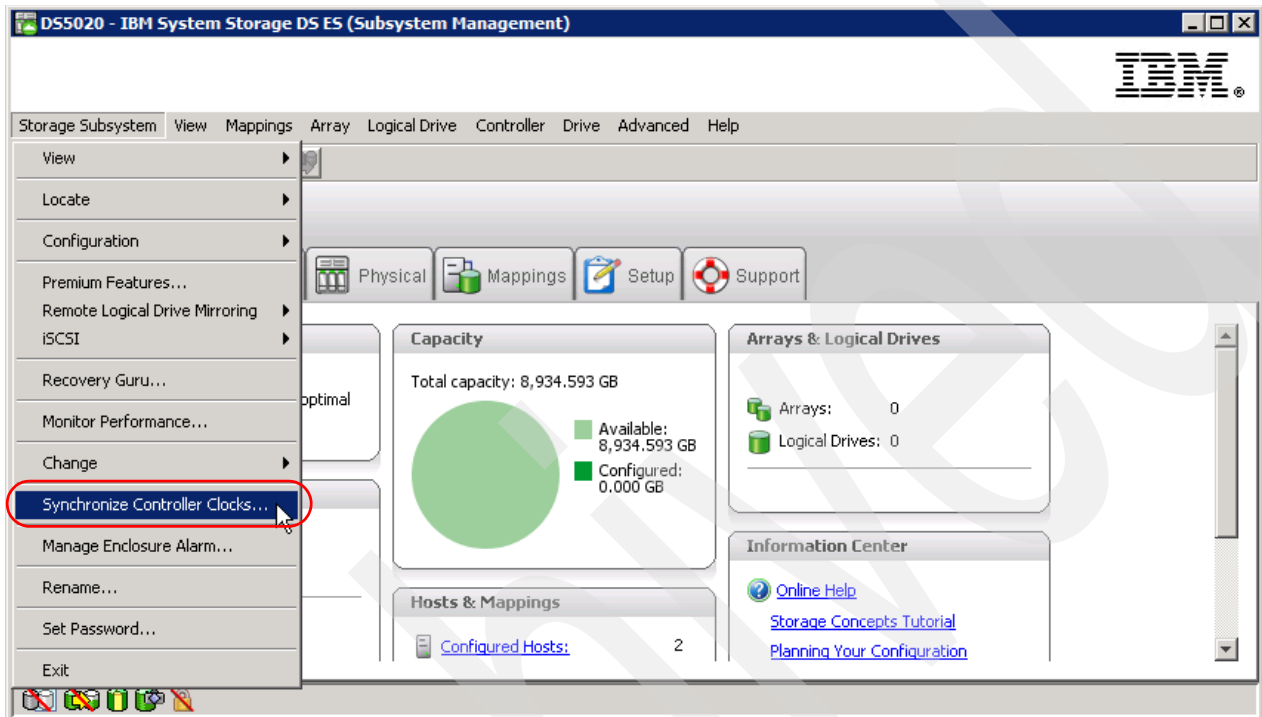 DS5020 - IBM System Storage DS ES (Subsystem Management)
IBM®
Storage Subsystem View Mappings Array Logical Drive Controller Drive Advanced Help
View
Locate
Configuration
Premium Features...
Remote Logical Drive Mirroring
iSCSI
Recovery Guru...
Monitor Performance...
Change
Synchronize Controller Clocks...
Manage Enclosure Alarm...
Rename...
Set Password...
Exit
Physical Mappings Setup Support
optimal
Capacity
Total capacity: 8,934.593 GB
Available:
8,934.593 GB
Configured:
0.000 GB
Hosts & Mappings
Configured Hosts: 2
Arrays & Logical Drives
Arrays: 0
Logical Drives: 0
Information Center
Online Help
Storage Concepts Tutorial
Planning Your Configuration